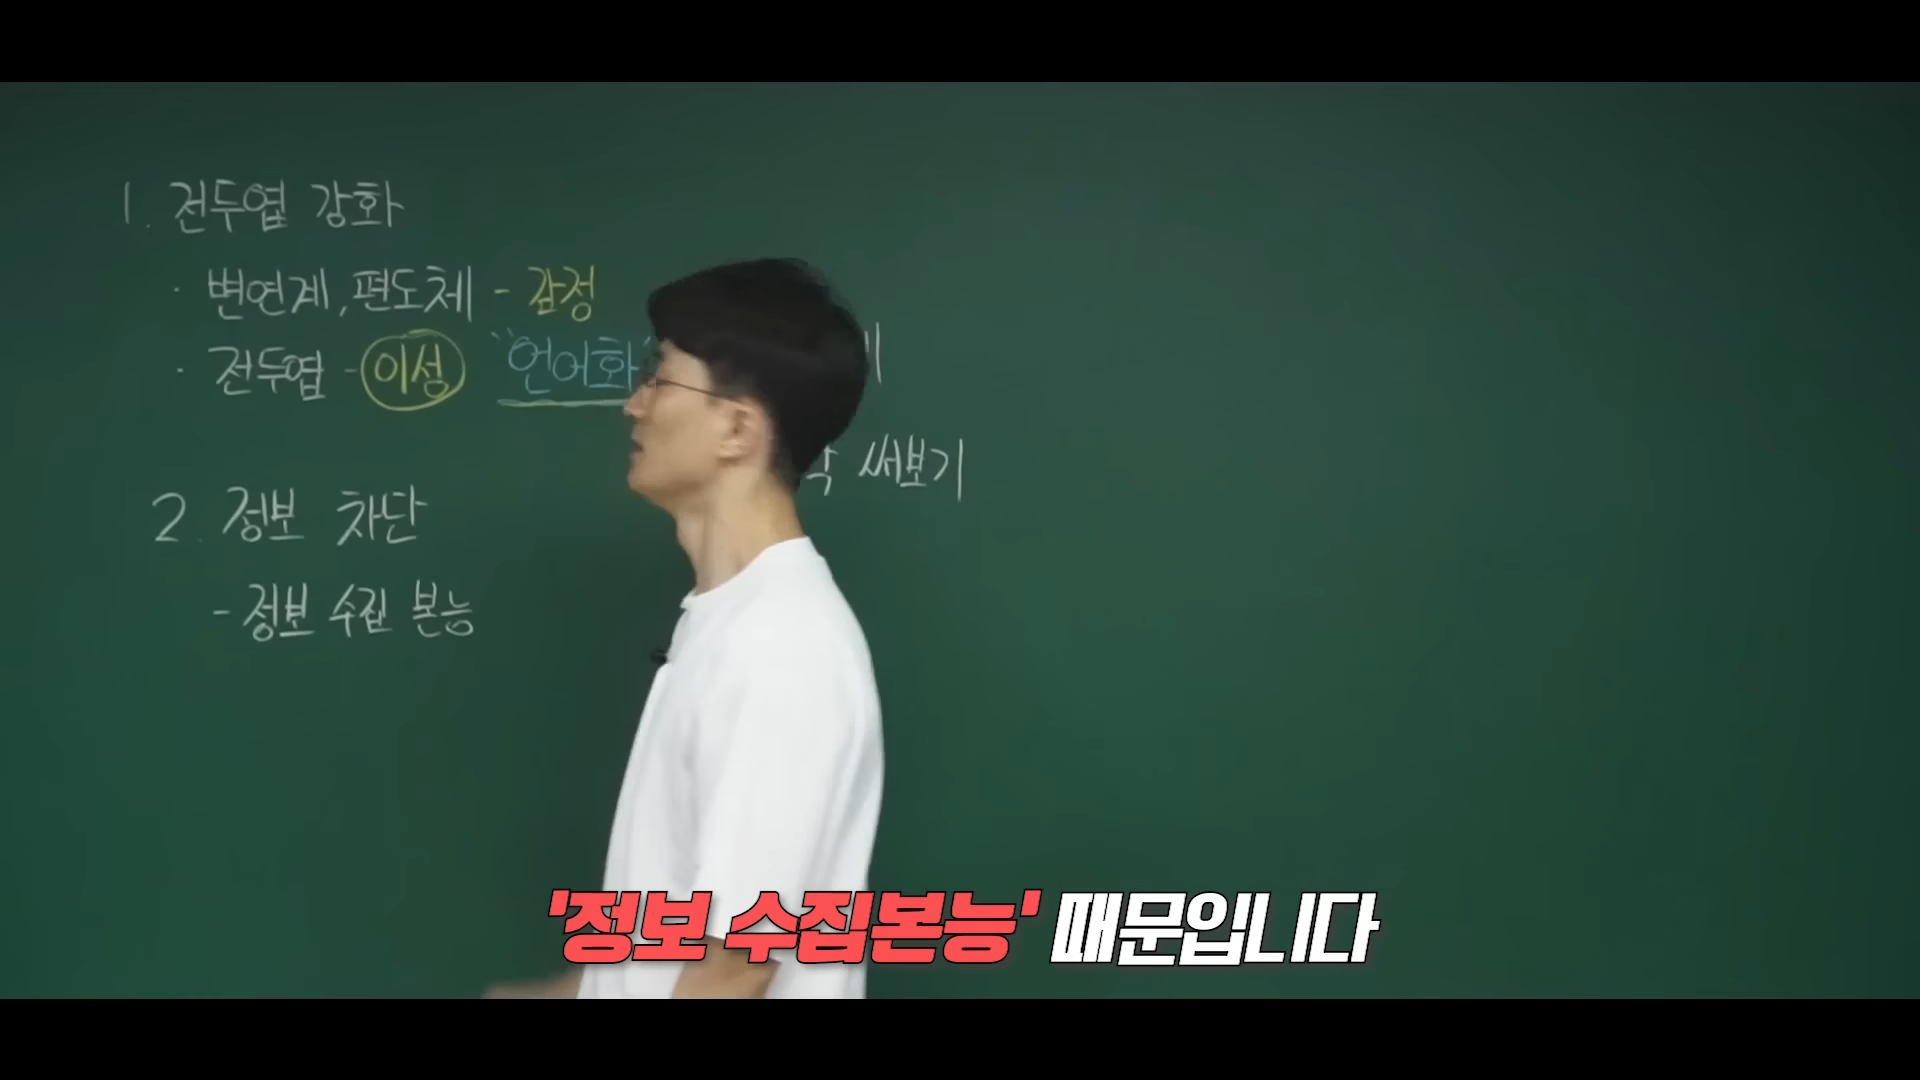 1. 전두엽 강화
· 변연계, 편도체 - 감정
· 전두엽 - 이성 "언어화"
써보기
2. 정보 차단
- 정보 수집 본능
'정보 수집본능' 때문입니다